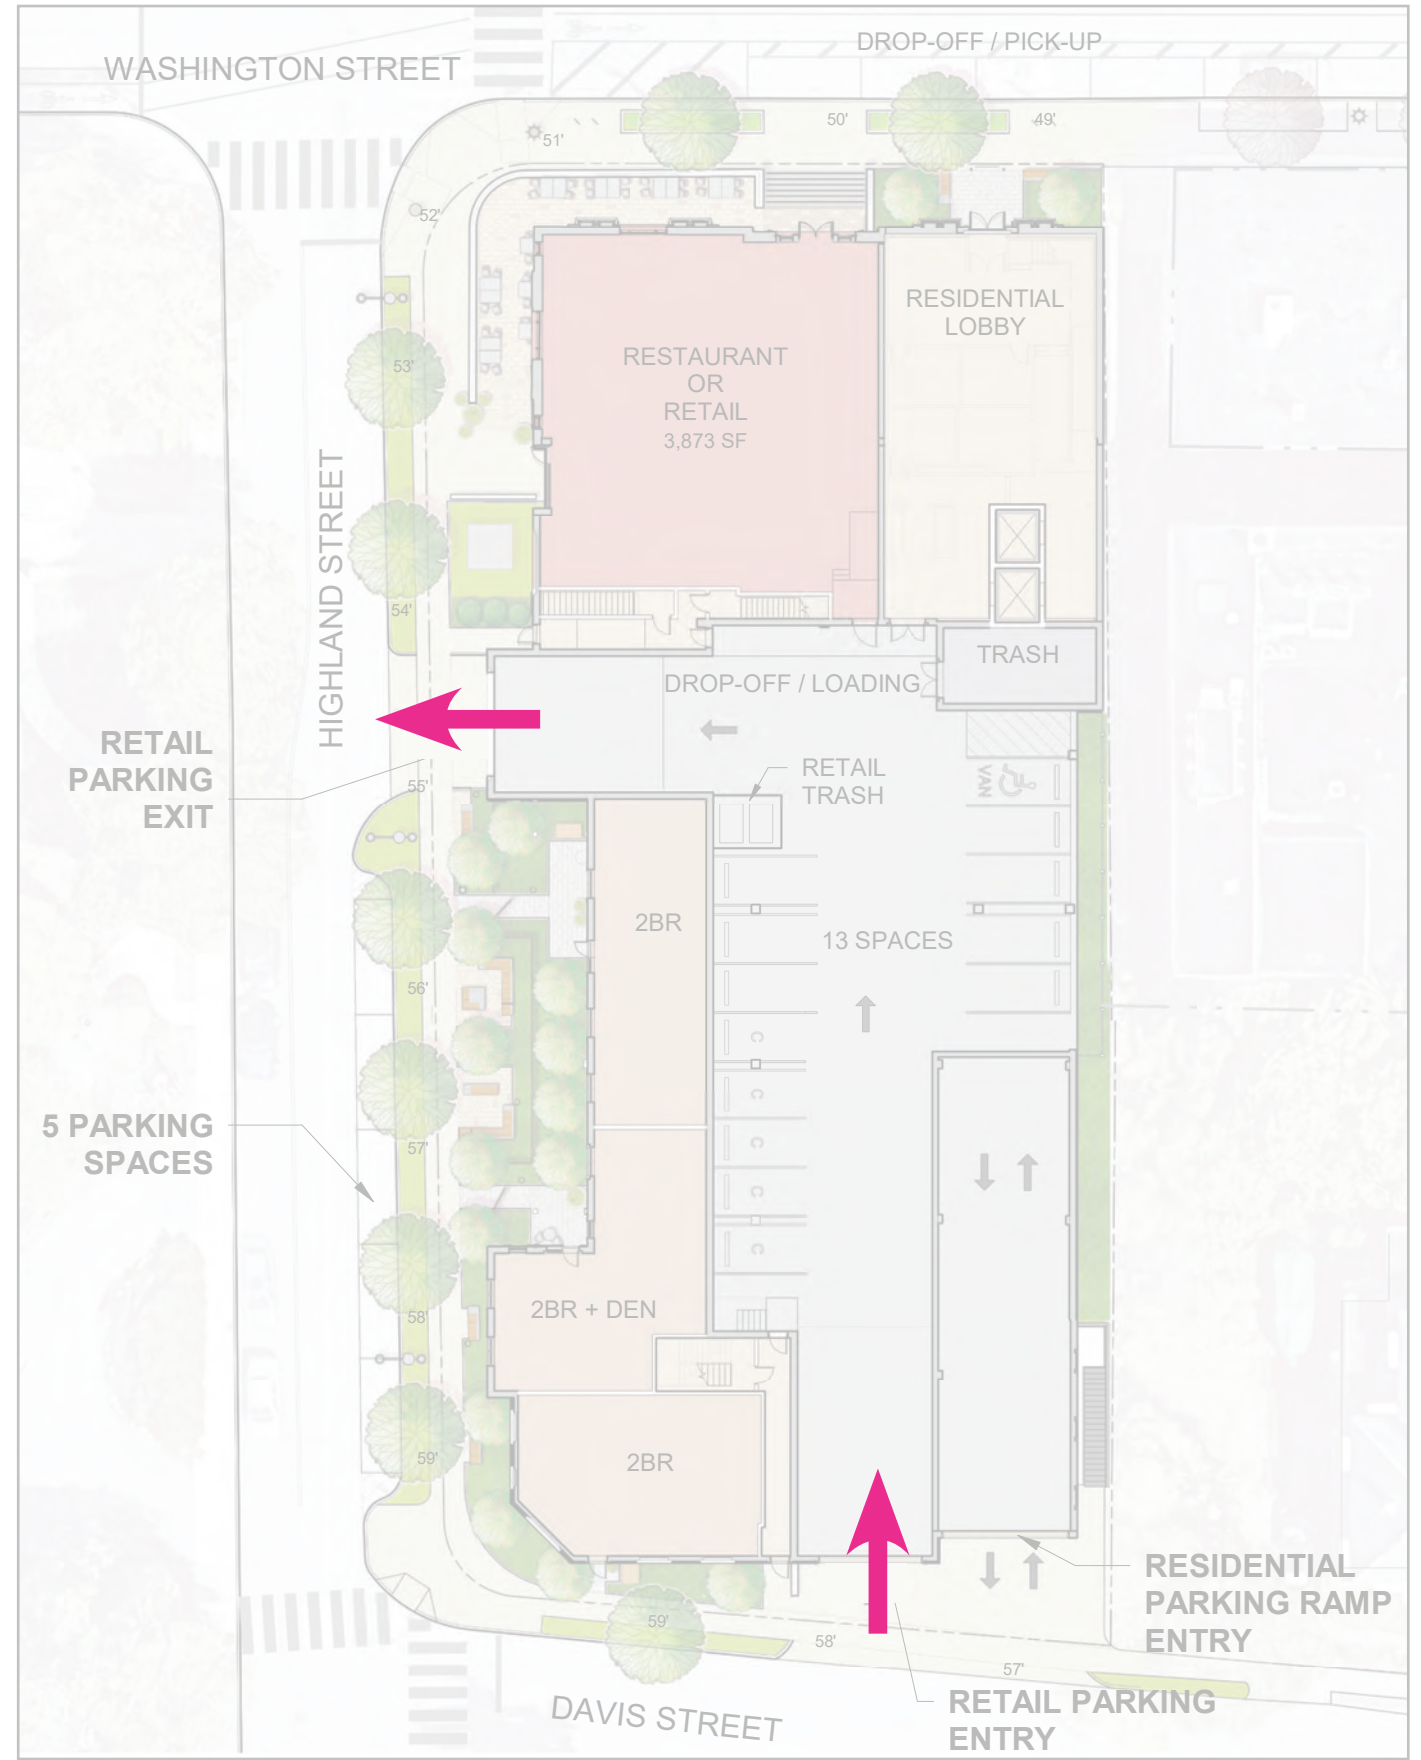 DROP-OFF / PICK-UP
WASHINGTON STREET
50'
49'
51'
52'
RESIDENTIAL
LOBBY
RESTAURANT
OR
RETAIL
3,873 SF
53'
HIGHLAND STREET
54'
TRASH
DROP-OFF / LOADING
RETAIL
PARKING
EXIT
55'
RETAIL
TRASH
VAN
2BR
13 SPACES
56'
C
C
5 PARKING
SPACES
57'
C
C
C
2BR + DEN
58'
59'
2BR
RESIDENTIAL
PARKING RAMP
ENTRY
59'
58'
57'
RETAIL PARKING
ENTRY
DAVIS STREET